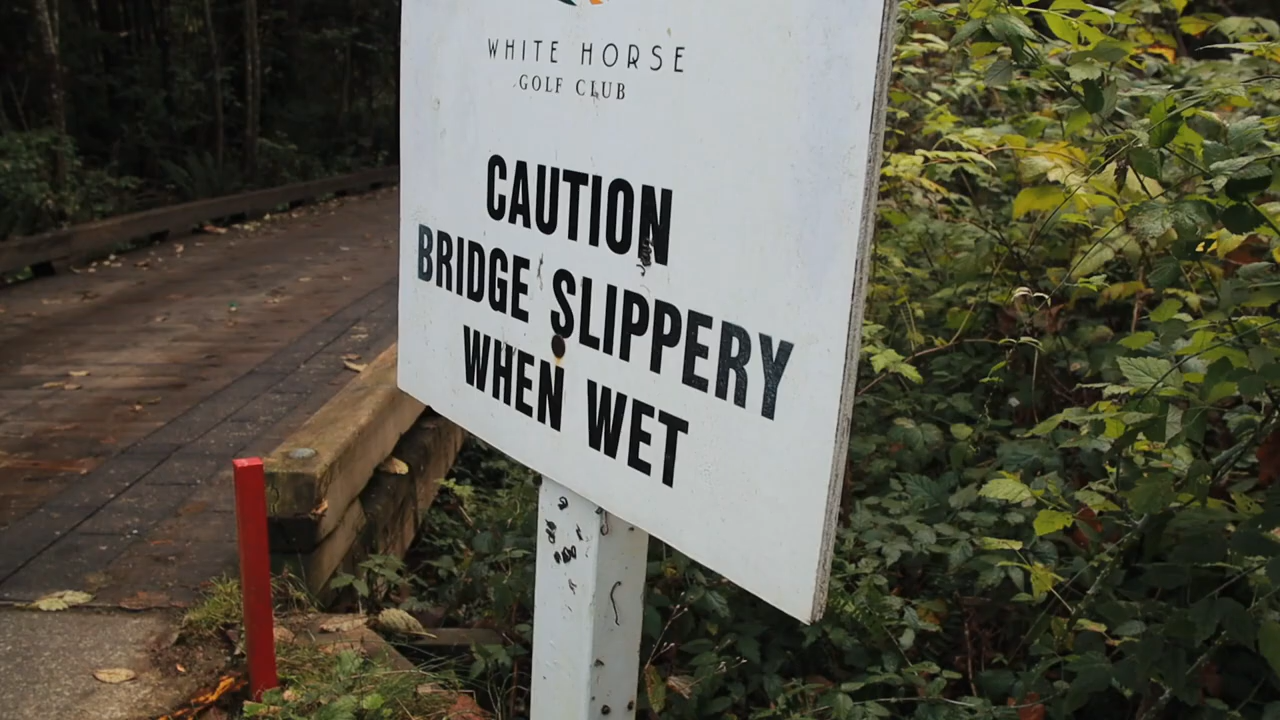 WHITE HORSE
GOLF CLUB
CAUTION
BRIDGE SLIPPERY
WHEN WET